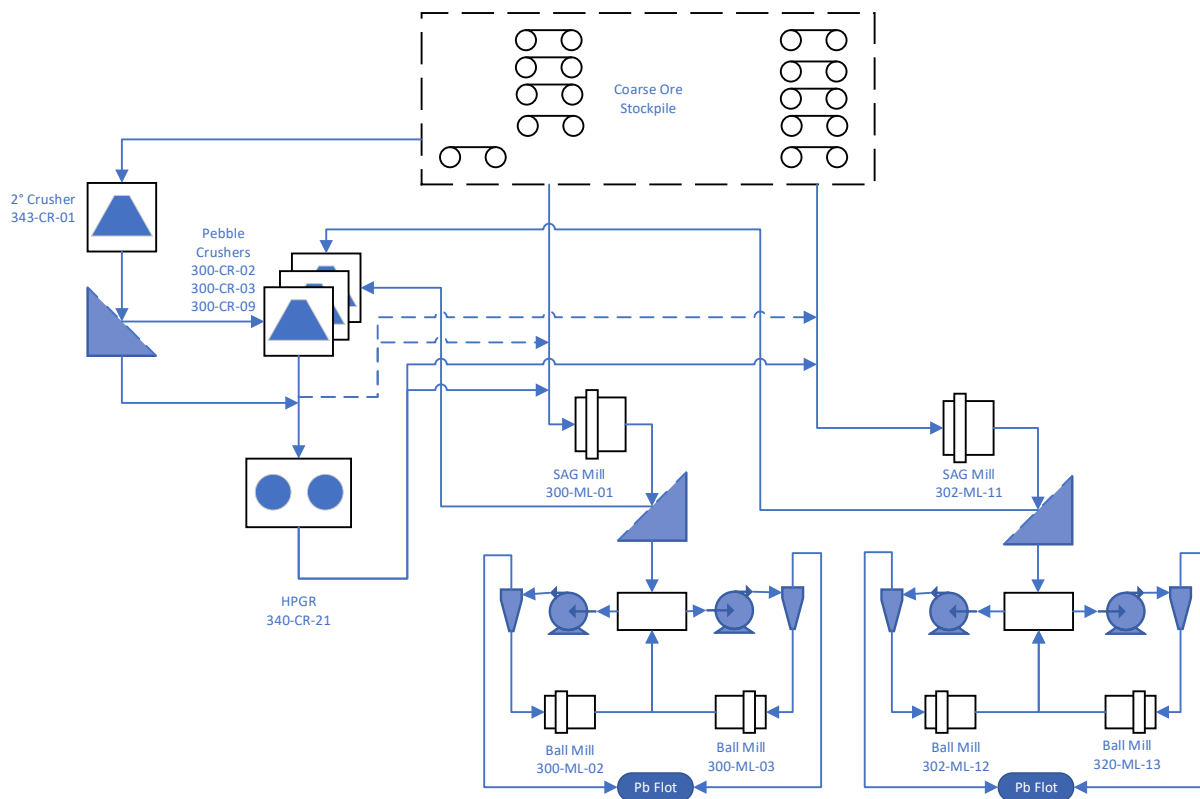 Coarse Ore
Stockpile
2° Crusher
343-CR-01
Pebble
Crushers
300-CR-02
300-CR-03
300-CR-09
SAG Mill
300-ML-01
SAG Mill
302-ML-11
HPGR
340-CR-21
Ball Mill
300-ML-02
Ball Mill
300-ML-03
Ball Mill
302-ML-12
Ball Mill
320-ML-13
Pb Flot
Pb Flot